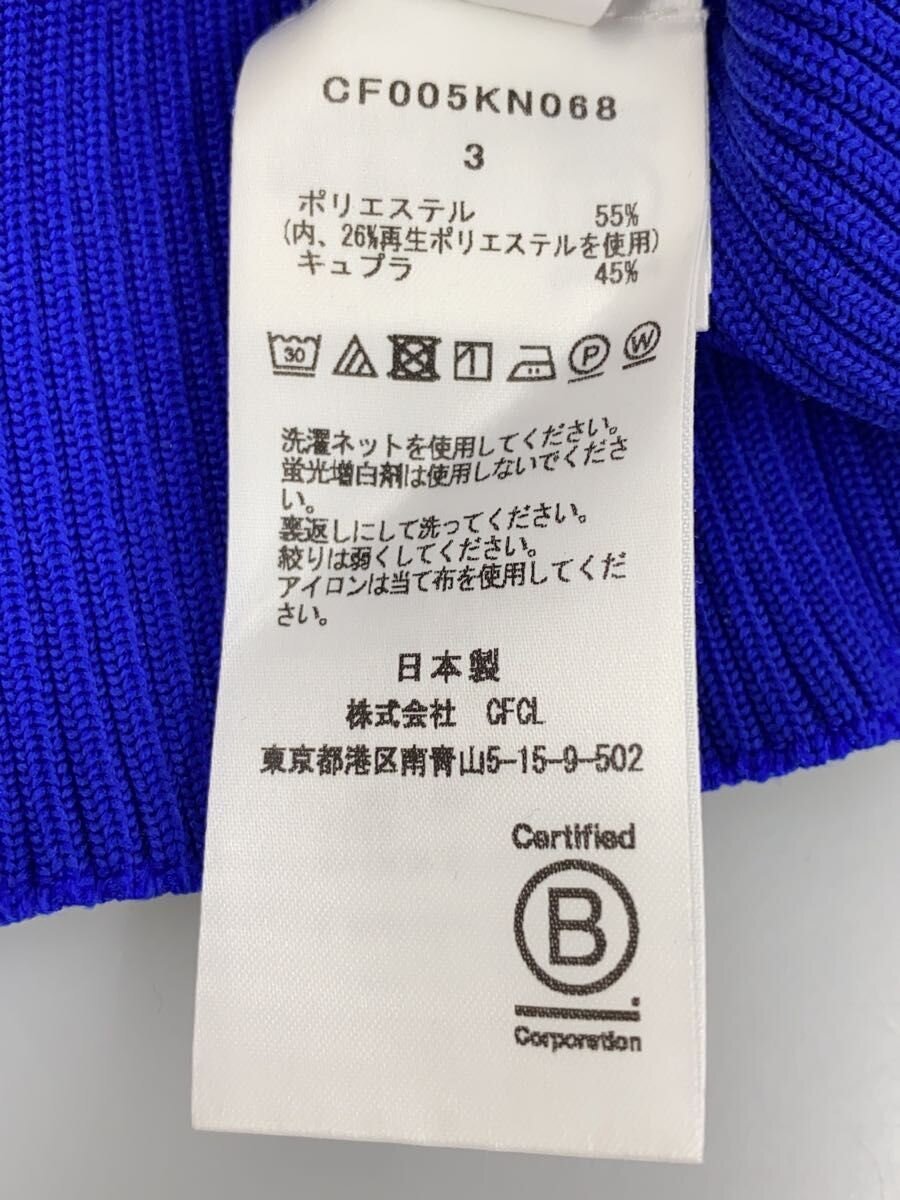 CF005KN068
3
ポリエステル 55%
(内、26%再生ポリエステルを使用)
キュプラ 45%
30 P W
洗濯ネットを使用してください。
蛍光増白剤は使用しないでくださ
い。
裏返しにして洗ってください。
絞りは弱くしてください。
アイロンは当て布を使用してくだ
さい。
日本製
株式会社 CFCL
東京都港区南青山5-15-9-502
Certified
B
Corporation